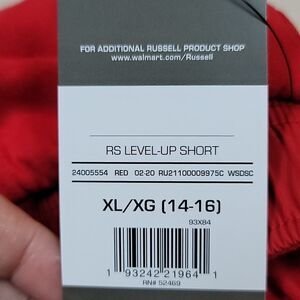 FOR ADDITIONAL RUSSELL PRODUCT SHOP
www.walmart.com/Russell
RS LEVEL-UP SHORT
24005554 RED 02-20 RU21100009975C WSDSC
XL/XG (14-16)
93X84
1 93242 21964 1
RN# 52469